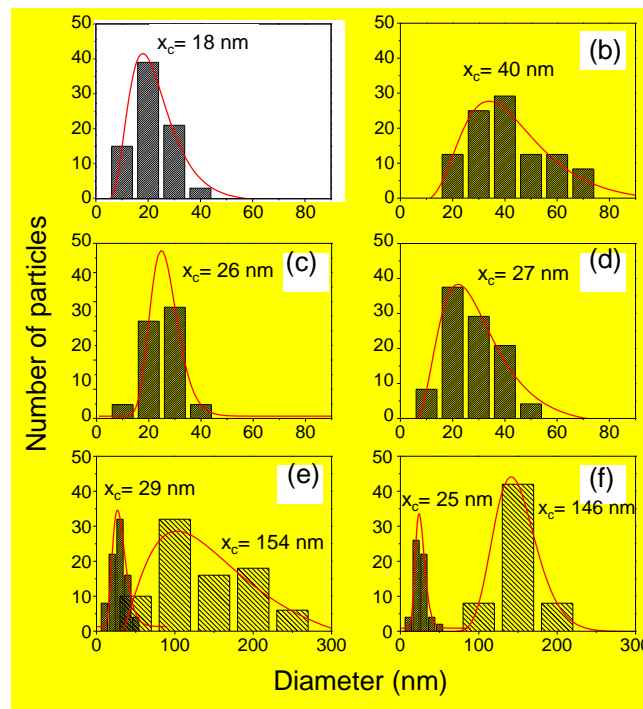 Number of particles
50
40
30
20
10
0
0 20 40 60 80
x_c= 18 nm
50
40
30
20
10
0
0 20 40 60 80
x_c= 40 nm
(b)
50
40
30
20
10
0
0 20 40 60 80
x_c= 26 nm
(c)
50
40
30
20
10
0
0 20 40 60 80
x_c= 27 nm
(d)
50
40
30
20
10
0
0 100 200 300
x_c= 29 nm
x_c= 154 nm
(e)
50
40
30
20
10
0
0 100 200 300
x_c= 25 nm
x_c= 146 nm
(f)
Diameter (nm)